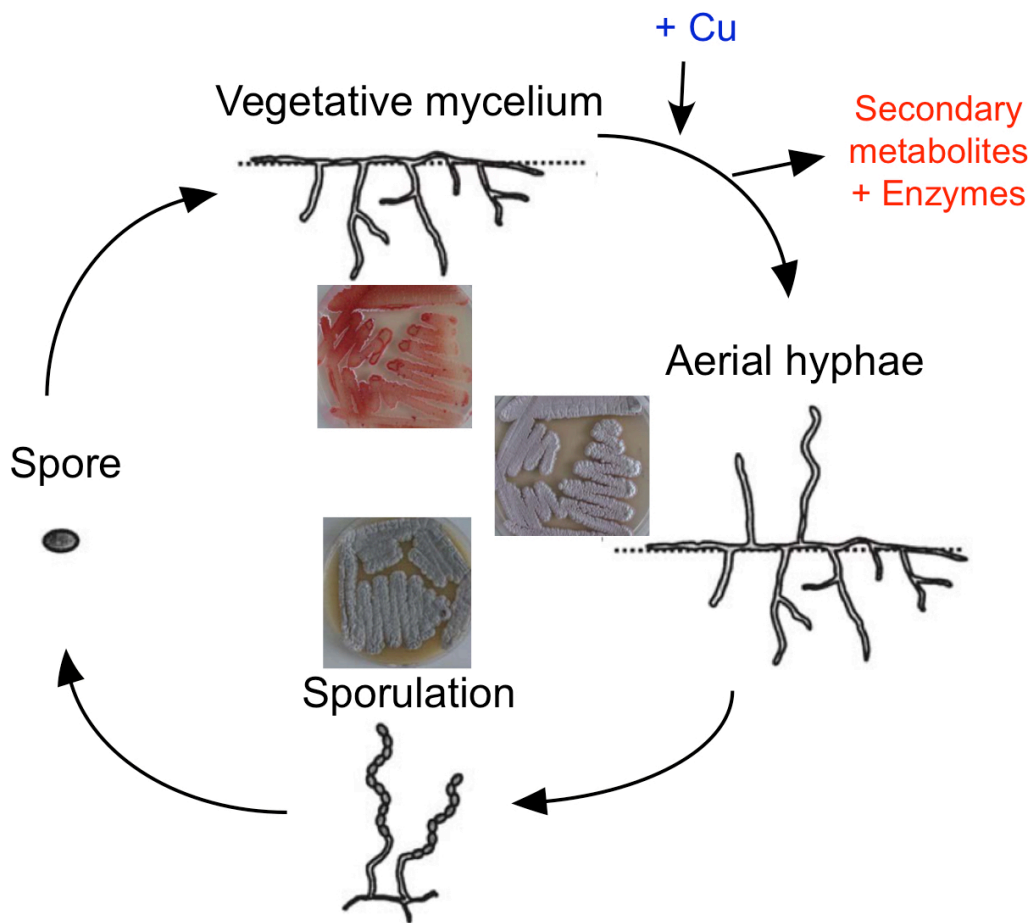 + Cu
Vegetative mycelium
Secondary
metabolites
+ Enzymes
Aerial hyphae
Spore
Sporulation